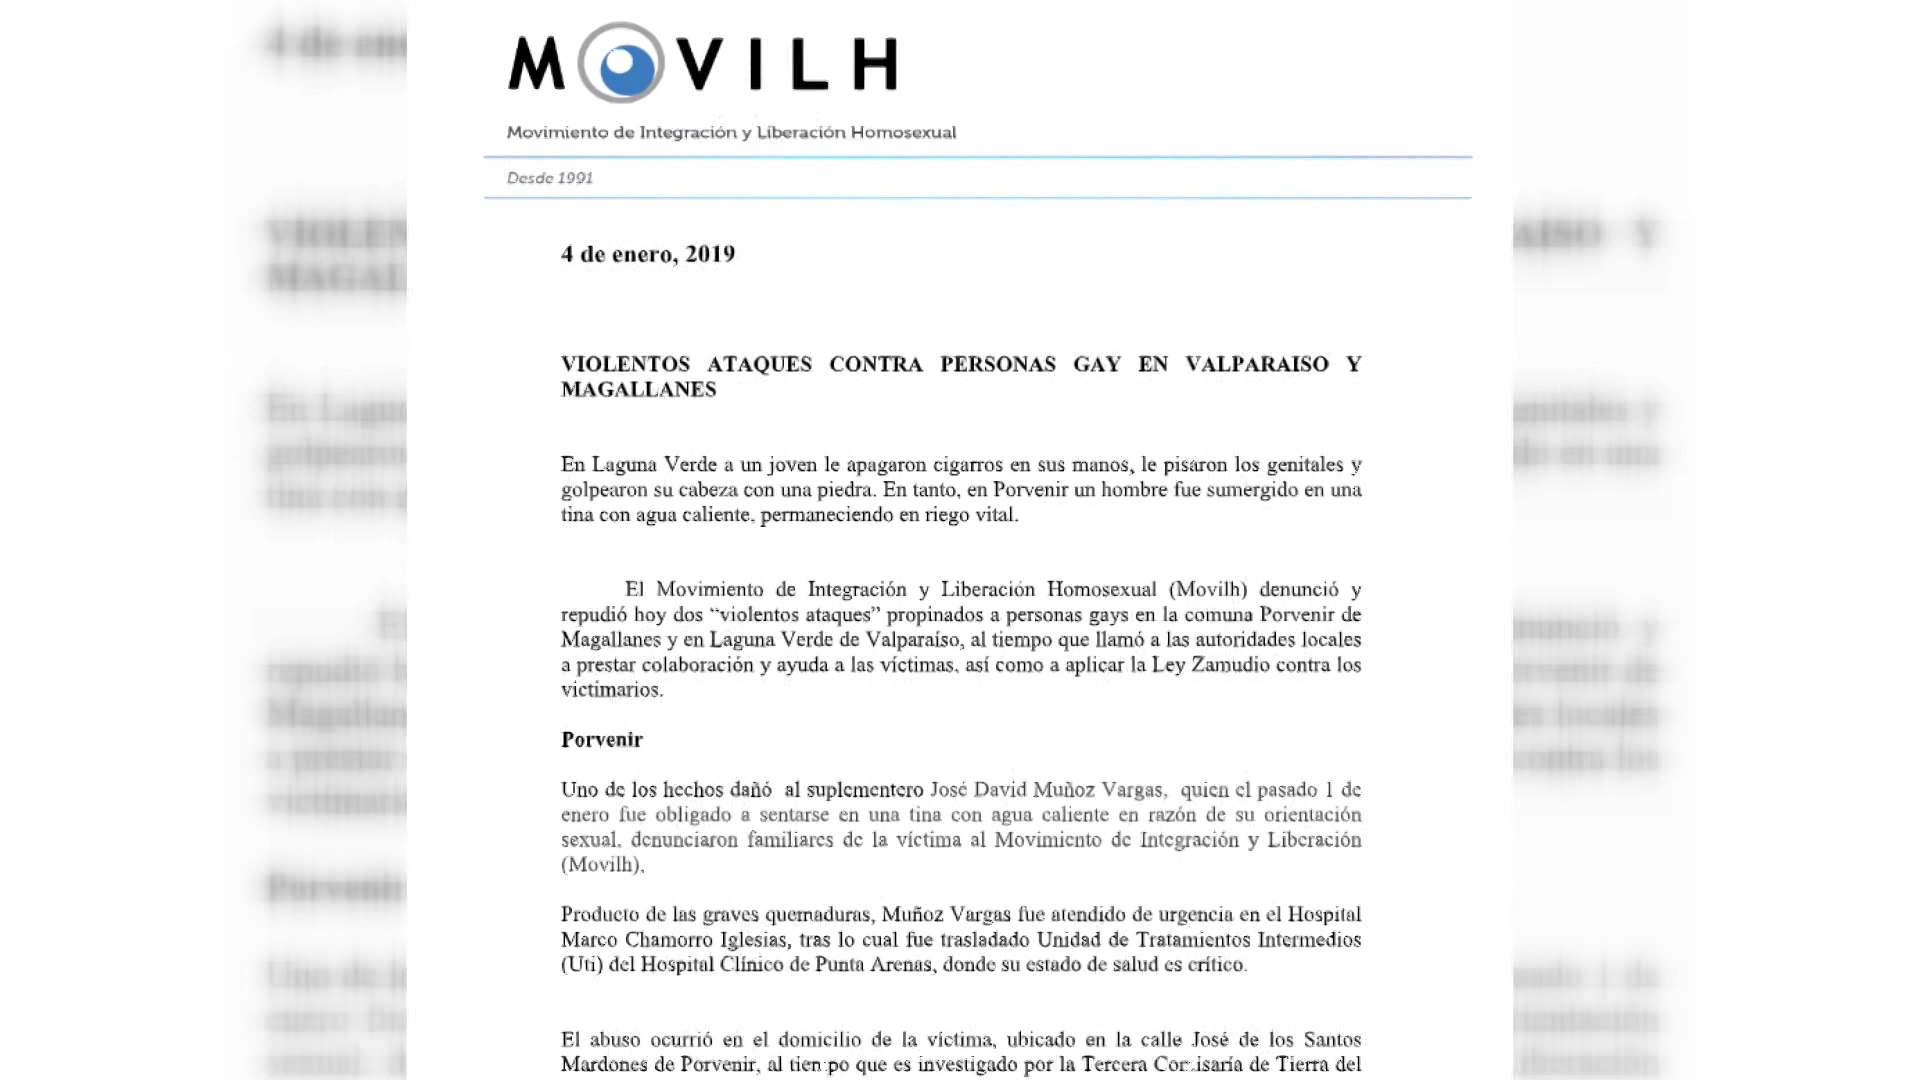 MOVILH
Movimiento de Integración y Liberación Homosexual
Desde 1991
4 de enero, 2019
VIOLENTOS ATAQUES CONTRA PERSONAS GAY EN VALPARAISO Y
MAGALLANES
En Laguna Verde a un joven le apagaron cigarros en sus manos, le pisaron los genitales y
golpearon su cabeza con una piedra. En tanto, en Porvenir un hombre fue sumergido en una
tina con agua caliente, permaneciendo en riego vital.
El Movimiento de Integración y Liberación Homosexual (Movilh) denunció y
repudió hoy dos “violentos ataques” propinados a personas gays en la comuna Porvenir de
Magallanes y en Laguna Verde de Valparaíso, al tiempo que llamó a las autoridades locales
a prestar colaboración y ayuda a las víctimas, así como a aplicar la Ley Zamudio contra los
victimarios.
Porvenir
Uno de los hechos dañó al suplementero José David Muñoz Vargas, quien el pasado 1 de
enero fue obligado a sentarse en una tina con agua caliente en razón de su orientación
sexual, denunciaron familiares de la víctima al Movimiento de Integración y Liberación
(Movilh),
Producto de las graves quemaduras, Muñoz Vargas fue atendido de urgencia en el Hospital
Marco Chamorro Iglesias, tras lo cual fue trasladado Unidad de Tratamientos Intermedios
(Uti) del Hospital Clínico de Punta Arenas, donde su estado de salud es crítico.
El abuso ocurrió en el domicilio de la víctima, ubicado en la calle José de los Santos
Mardones de Porvenir, al tiempo que es investigado por la Tercera Comisaría de Tierra del